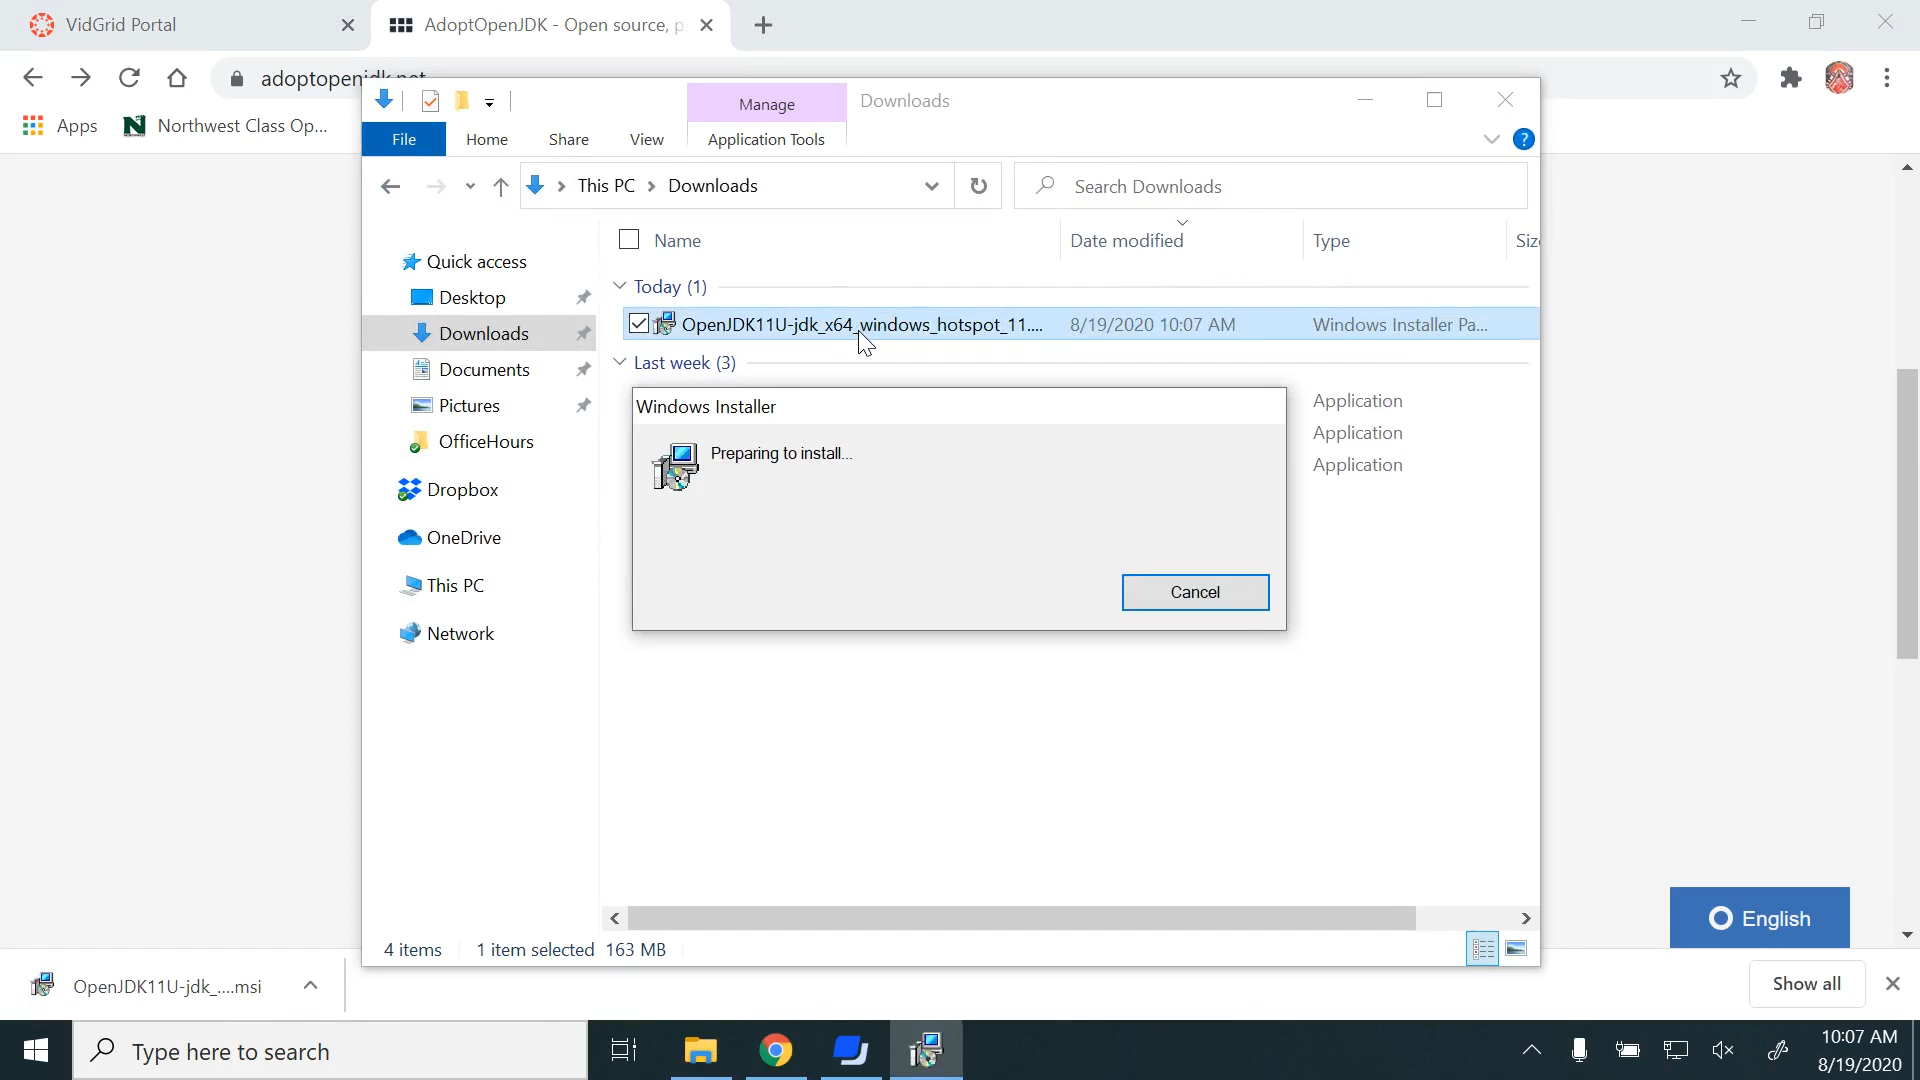 VidGrid Portal
AdoptOpenJDK - Open source, p
adoptopenjdk.net
Apps
Northwest Class Op...
Manage
Downloads
File
Home
Share
View
Application Tools
?
This PC
Downloads
Search Downloads
Name
Date modified
Type
Siz
Quick access
Desktop
Downloads
Documents
Pictures
OfficeHours
Dropbox
OneDrive
This PC
Network
Today (1)
OpenJDK11U-jdk_x64_windows_hotspot_11....
8/19/2020 10:07 AM
Windows Installer Pa...
Last week (3)
Application
Application
Application
Windows Installer
Preparing to install...
Cancel
4 items
1 item selected 163 MB
English
OpenJDK11U-jdk_....msi
Show all
Type here to search
10:07 AM
8/19/2020